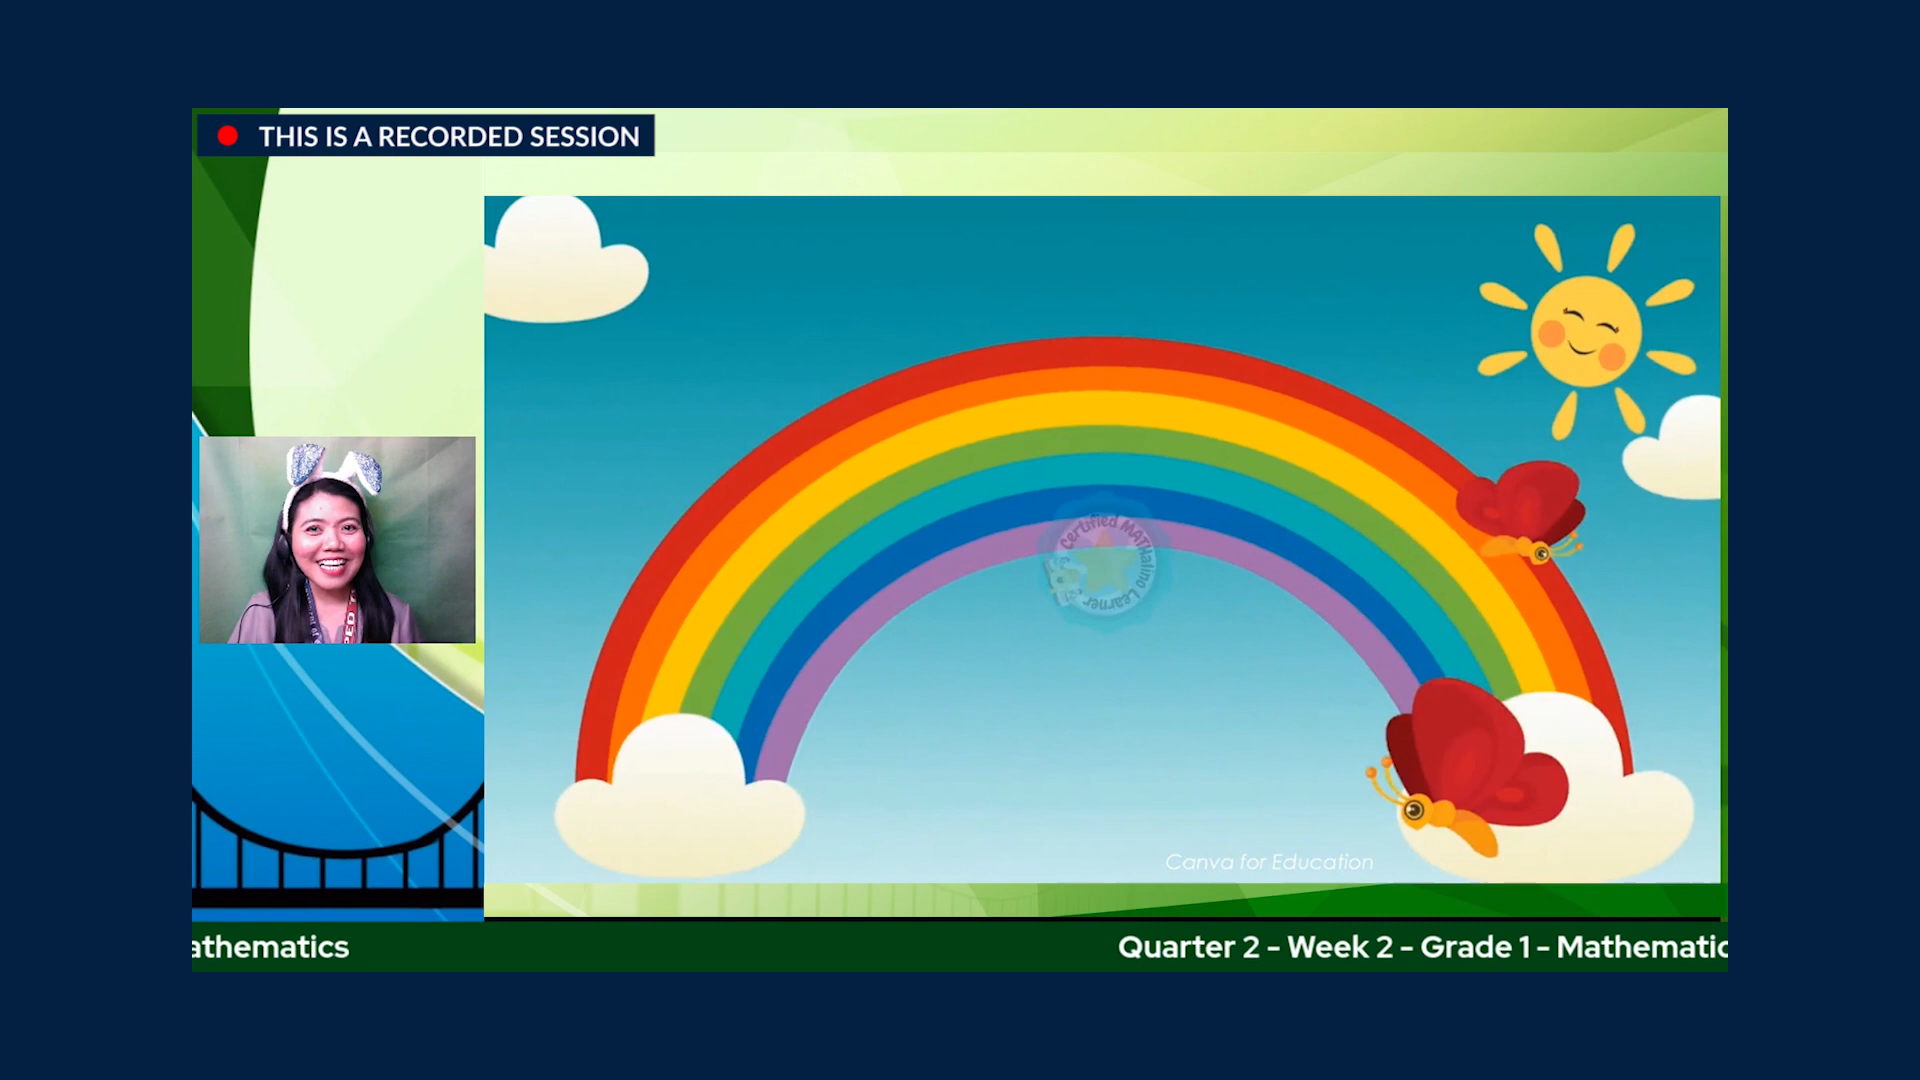 THIS IS A RECORDED SESSION
Certified MATHalino Learner
Canva for Education
athematics
Quarter 2 - Week 2 - Grade 1 - Mathematic